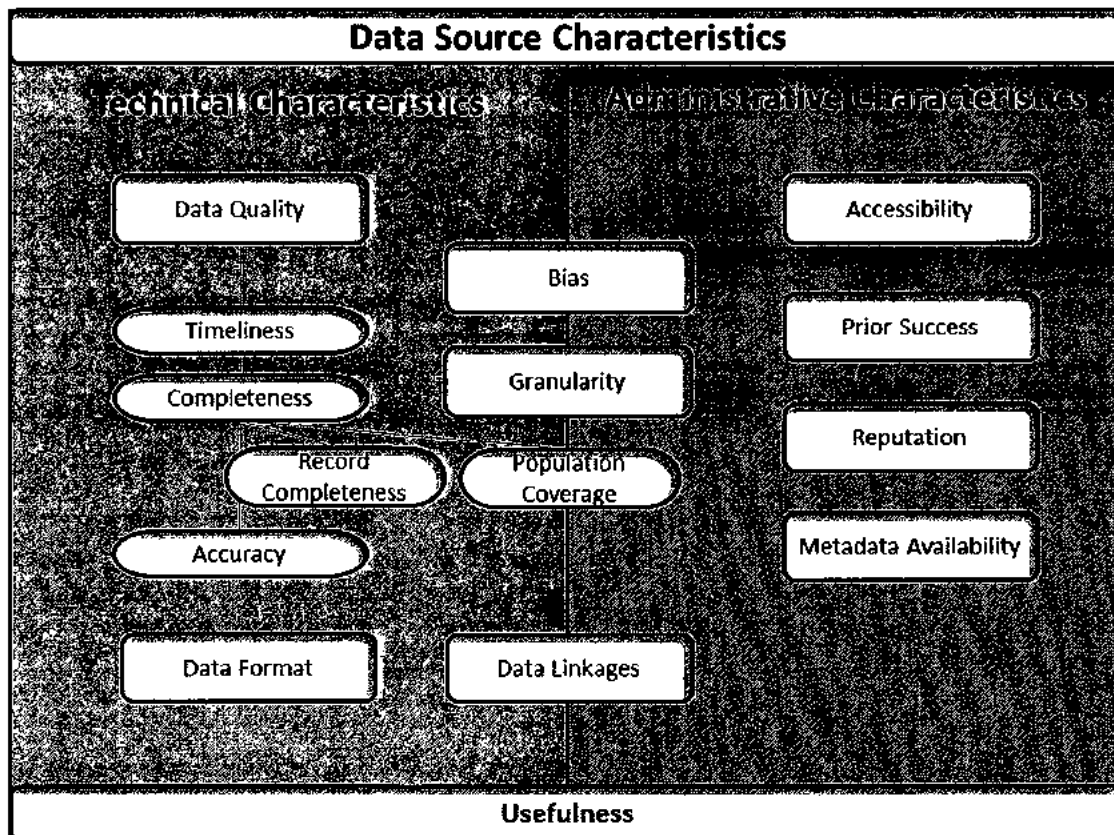 Data Source Characteristics
Technical Characteristics
Administrative Characteristics
Data Quality
Accessibility
Bias
Timeliness
Prior Success
Granularity
Completeness
Reputation
Record
Completeness
Population
Coverage
Accuracy
Metadata Availability
Data Format
Data Linkages
Usefulness